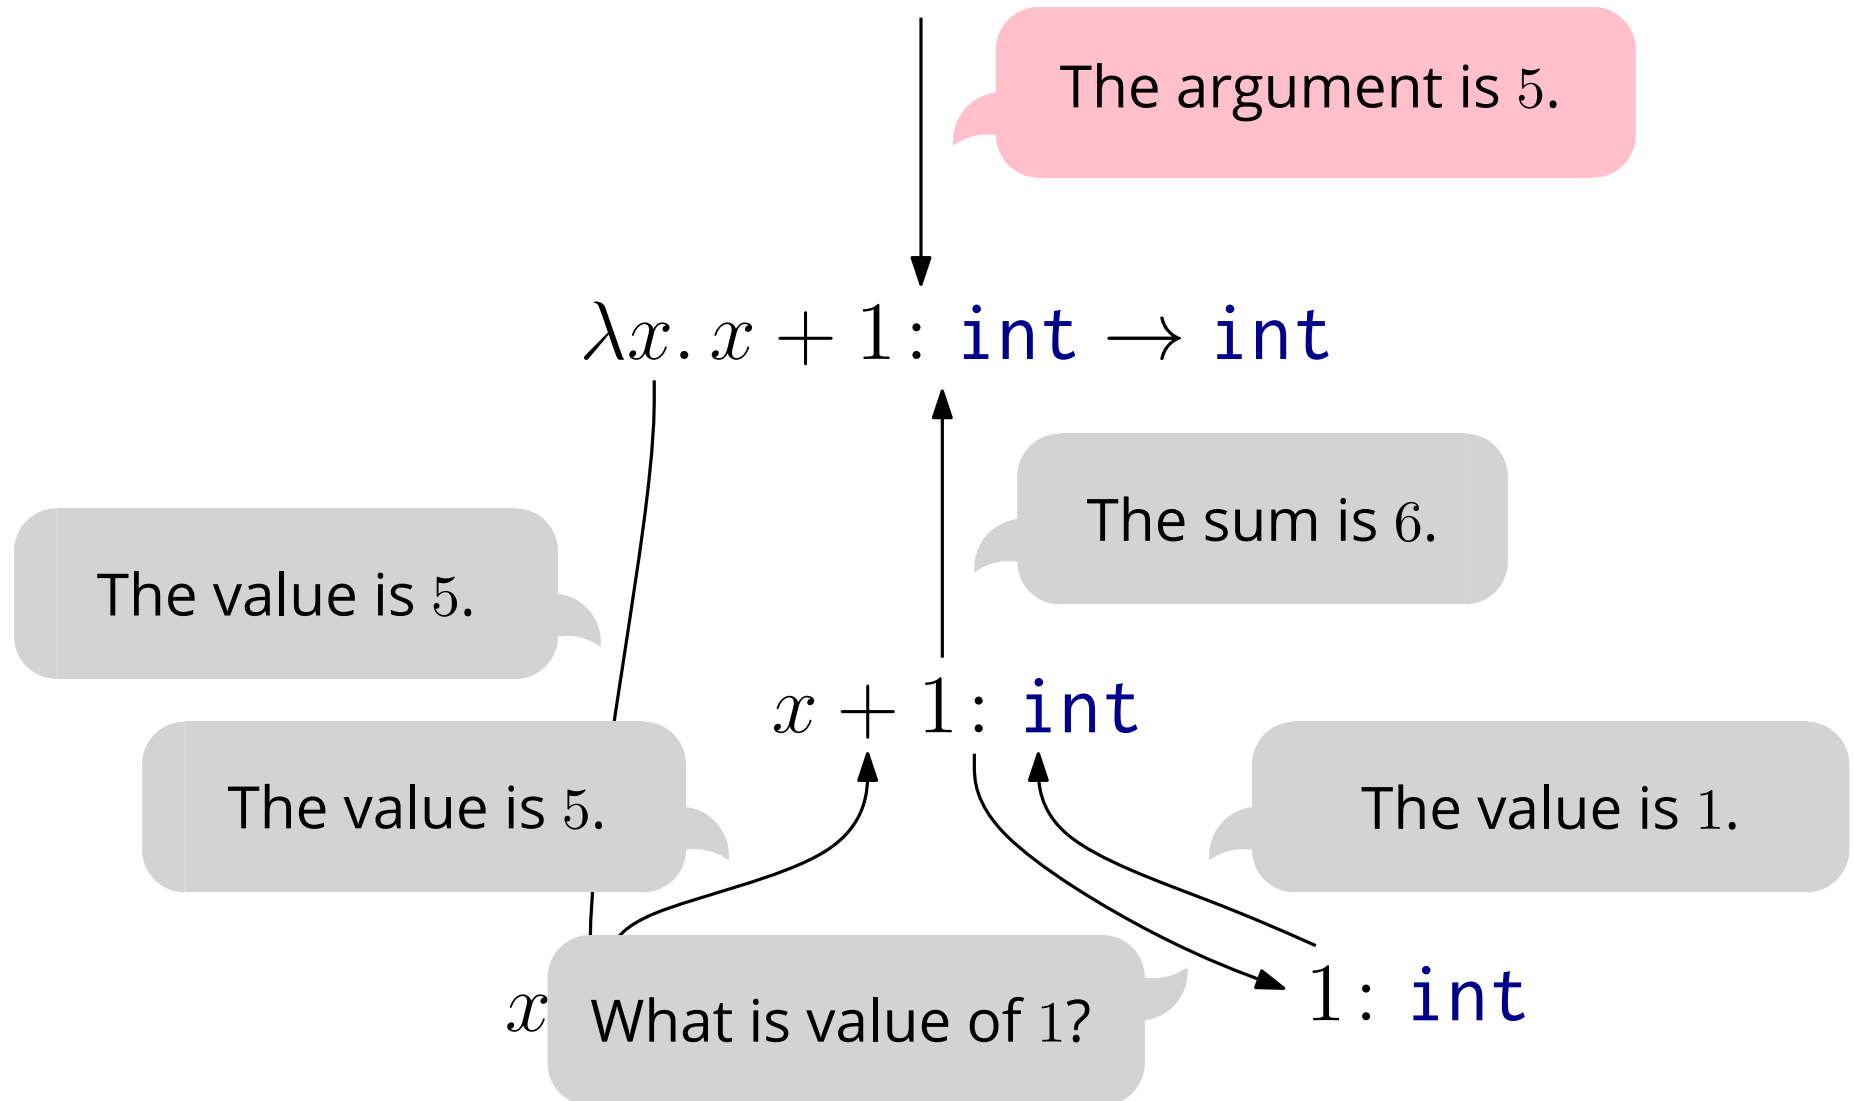 The argument is 5.
λx. x + 1 : int → int
The sum is 6.
The value is 5.
x + 1 : int
The value is 5.
The value is 1.
x
What is value of 1?
1 : int